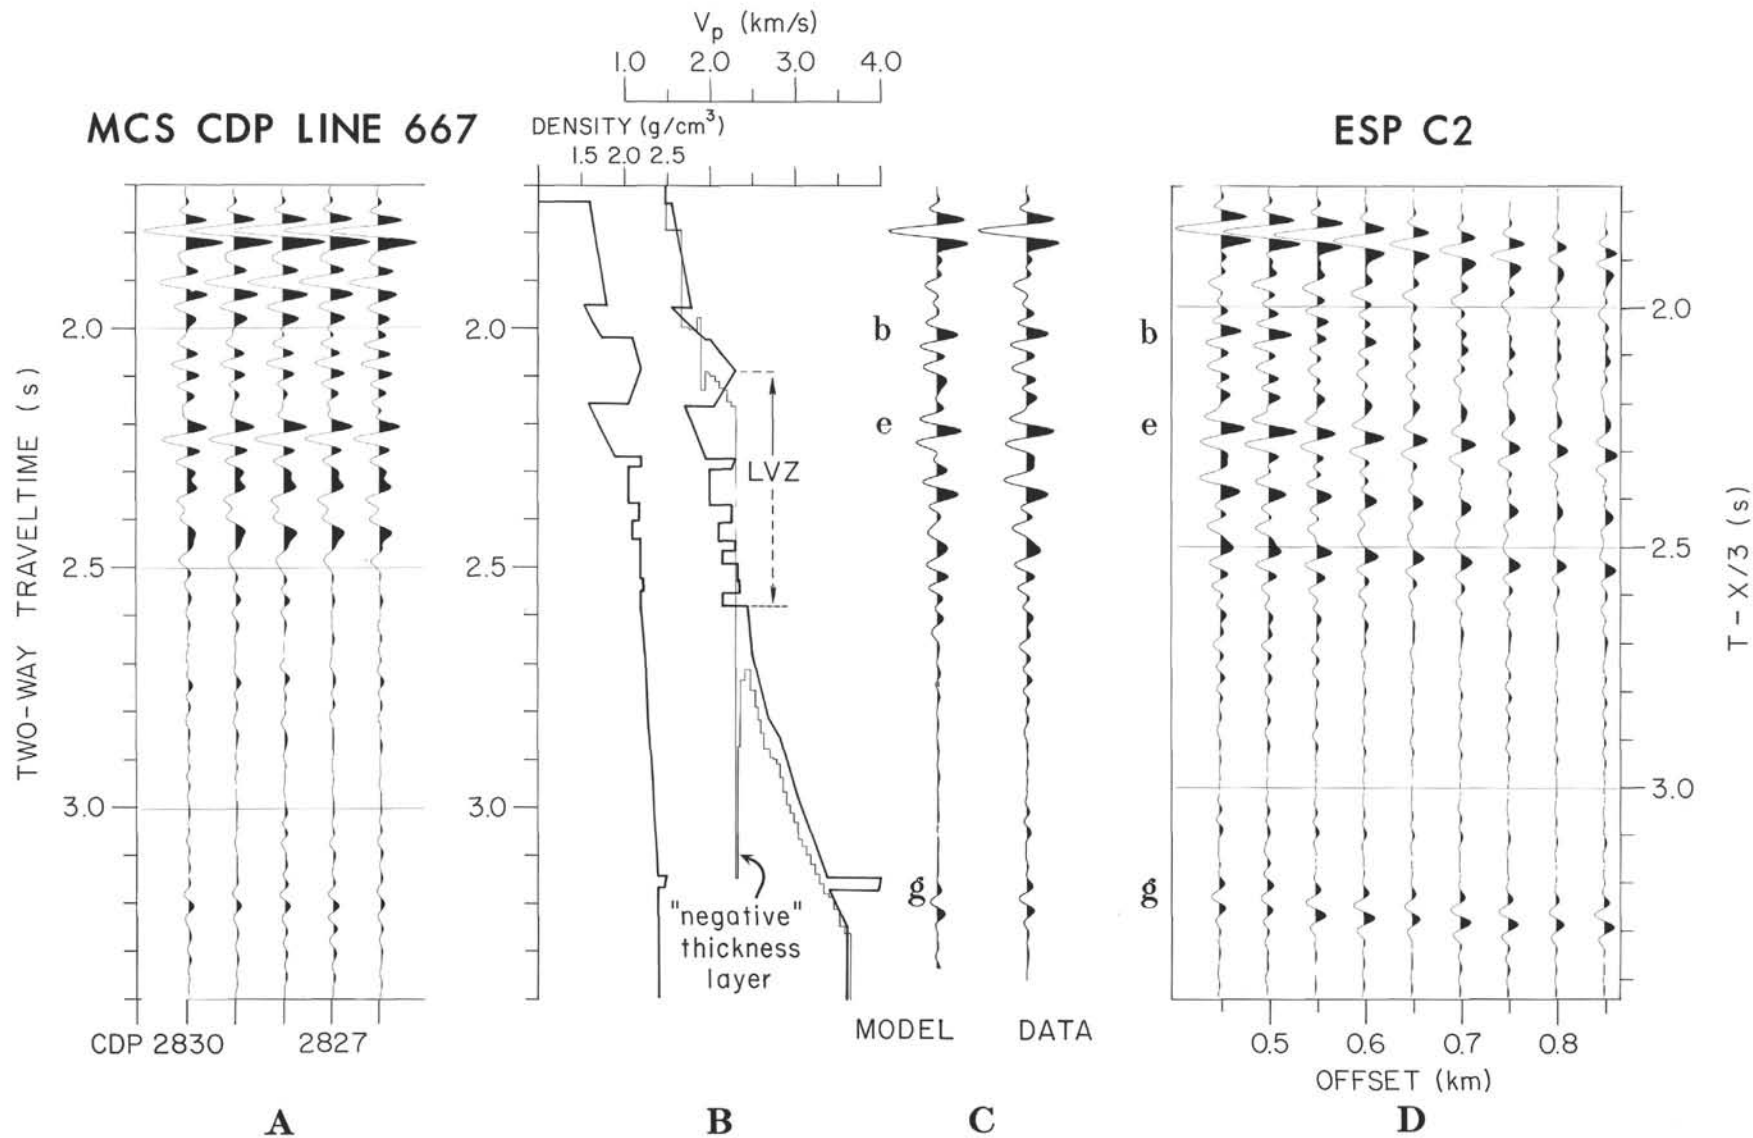 Vp (km/s)
1.0 2.0 3.0 4.0
MCS CDP LINE 667
DENSITY (g/cm³)
1.5 2.0 2.5
ESP C2
TWO-WAY TRAVELTIME (s)
2.0
2.5
3.0
CDP 2830 2827
A
2.0
2.5
3.0
LVZ
"negative"
thickness
layer
B
b
e
g
MODEL DATA
C
b
e
g
2.0
2.5
3.0
T - X/3 (s)
0.5 0.6 0.7 0.8
OFFSET (km)
D